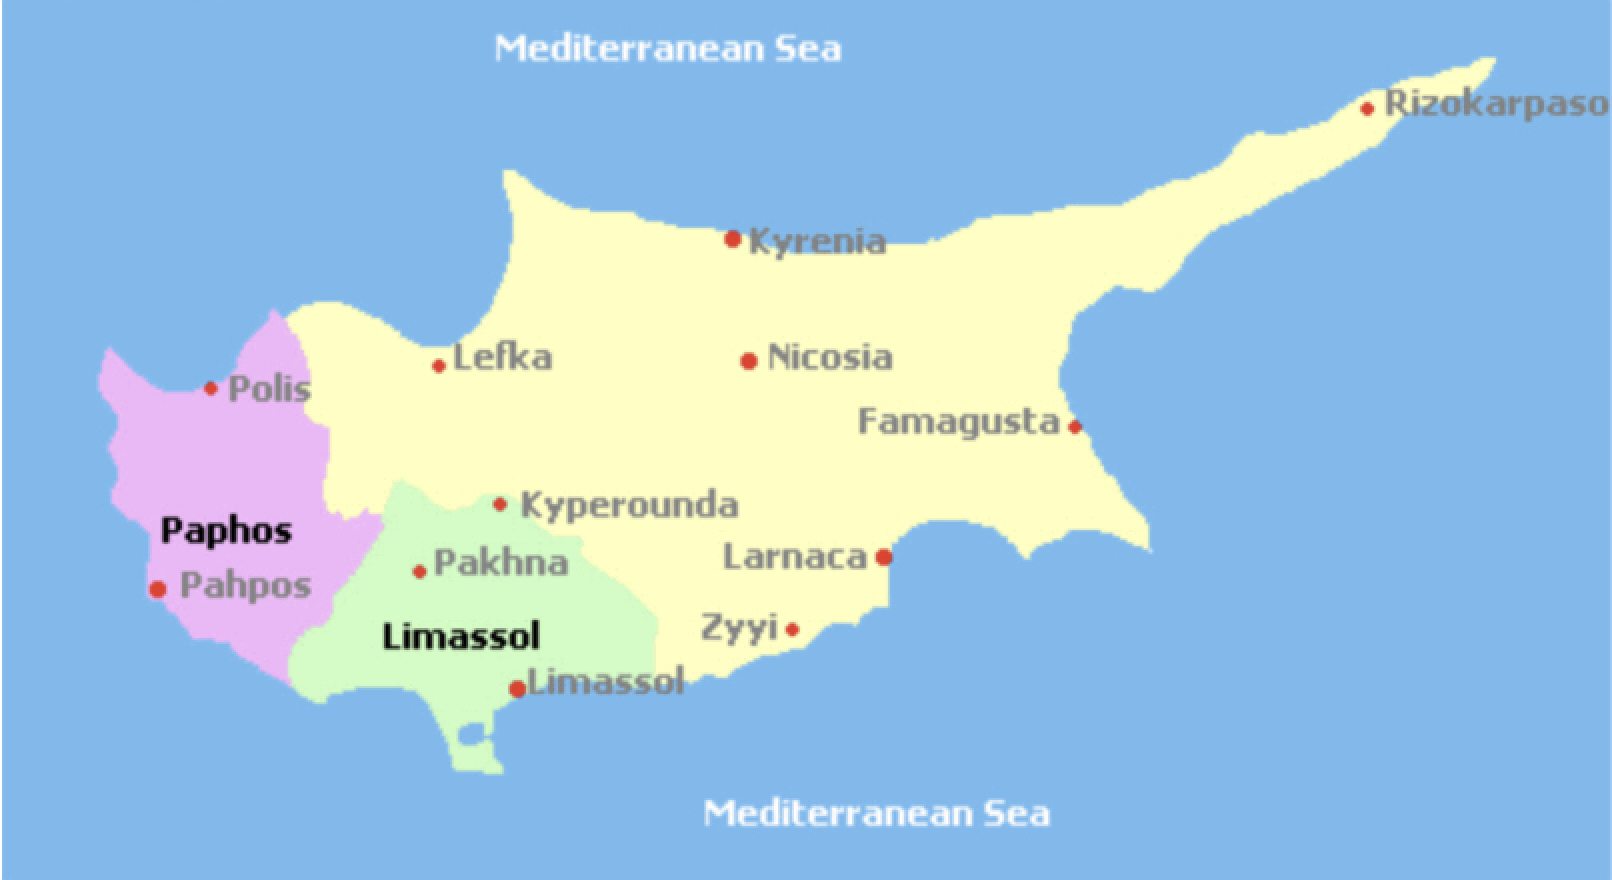 Mediterranean Sea
Rizokarpaso
Kyrenia
Lefka
Nicosia
Polis
Famagusta
Kyperounda
Paphos
Larnaca
Pakhna
Pahpos
Zyyi
Limassol
Limassol
Mediterranean Sea